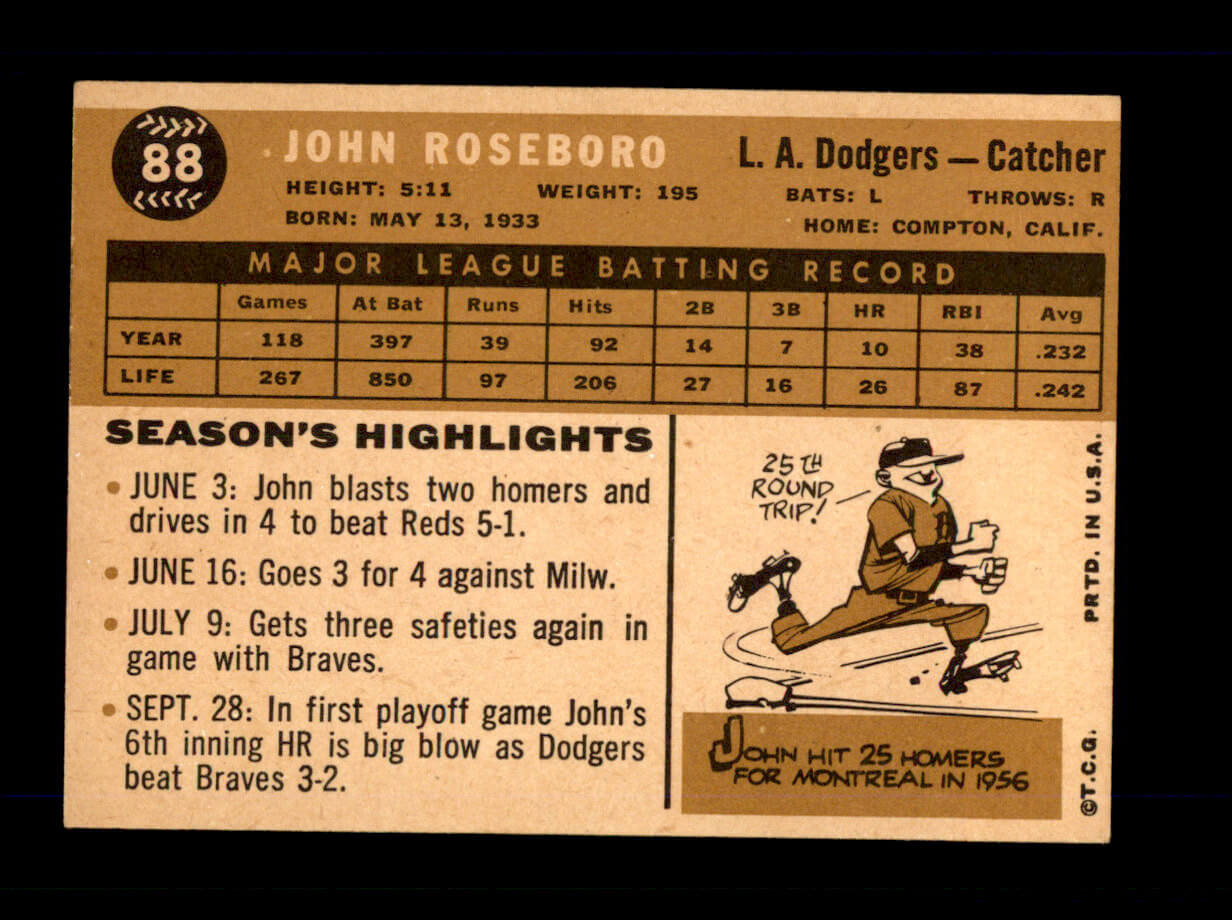 88
JOHN ROSEBORO
L. A. Dodgers — Catcher
HEIGHT: 5:11 WEIGHT: 195 BATS: L THROWS: R
BORN: MAY 13, 1933 HOME: COMPTON, CALIF.
MAJOR LEAGUE BATTING RECORD
Games At Bat Runs Hits 2B 3B HR RBI Avg
YEAR 118 397 39 92 14 7 10 38 .232
LIFE 267 850 97 206 27 16 26 87 .242
SEASON'S HIGHLIGHTS
• JUNE 3: John blasts two homers and
drives in 4 to beat Reds 5-1.
• JUNE 16: Goes 3 for 4 against Milw.
• JULY 9: Gets three safeties again in
game with Braves.
• SEPT. 28: In first playoff game John's
6th inning HR is big blow as Dodgers
beat Braves 3-2.
25TH
ROUND
TRIP!
JOHN HIT 25 HOMERS
FOR MONTREAL IN 1956
©T.C.G. PRTD. IN U.S.A.